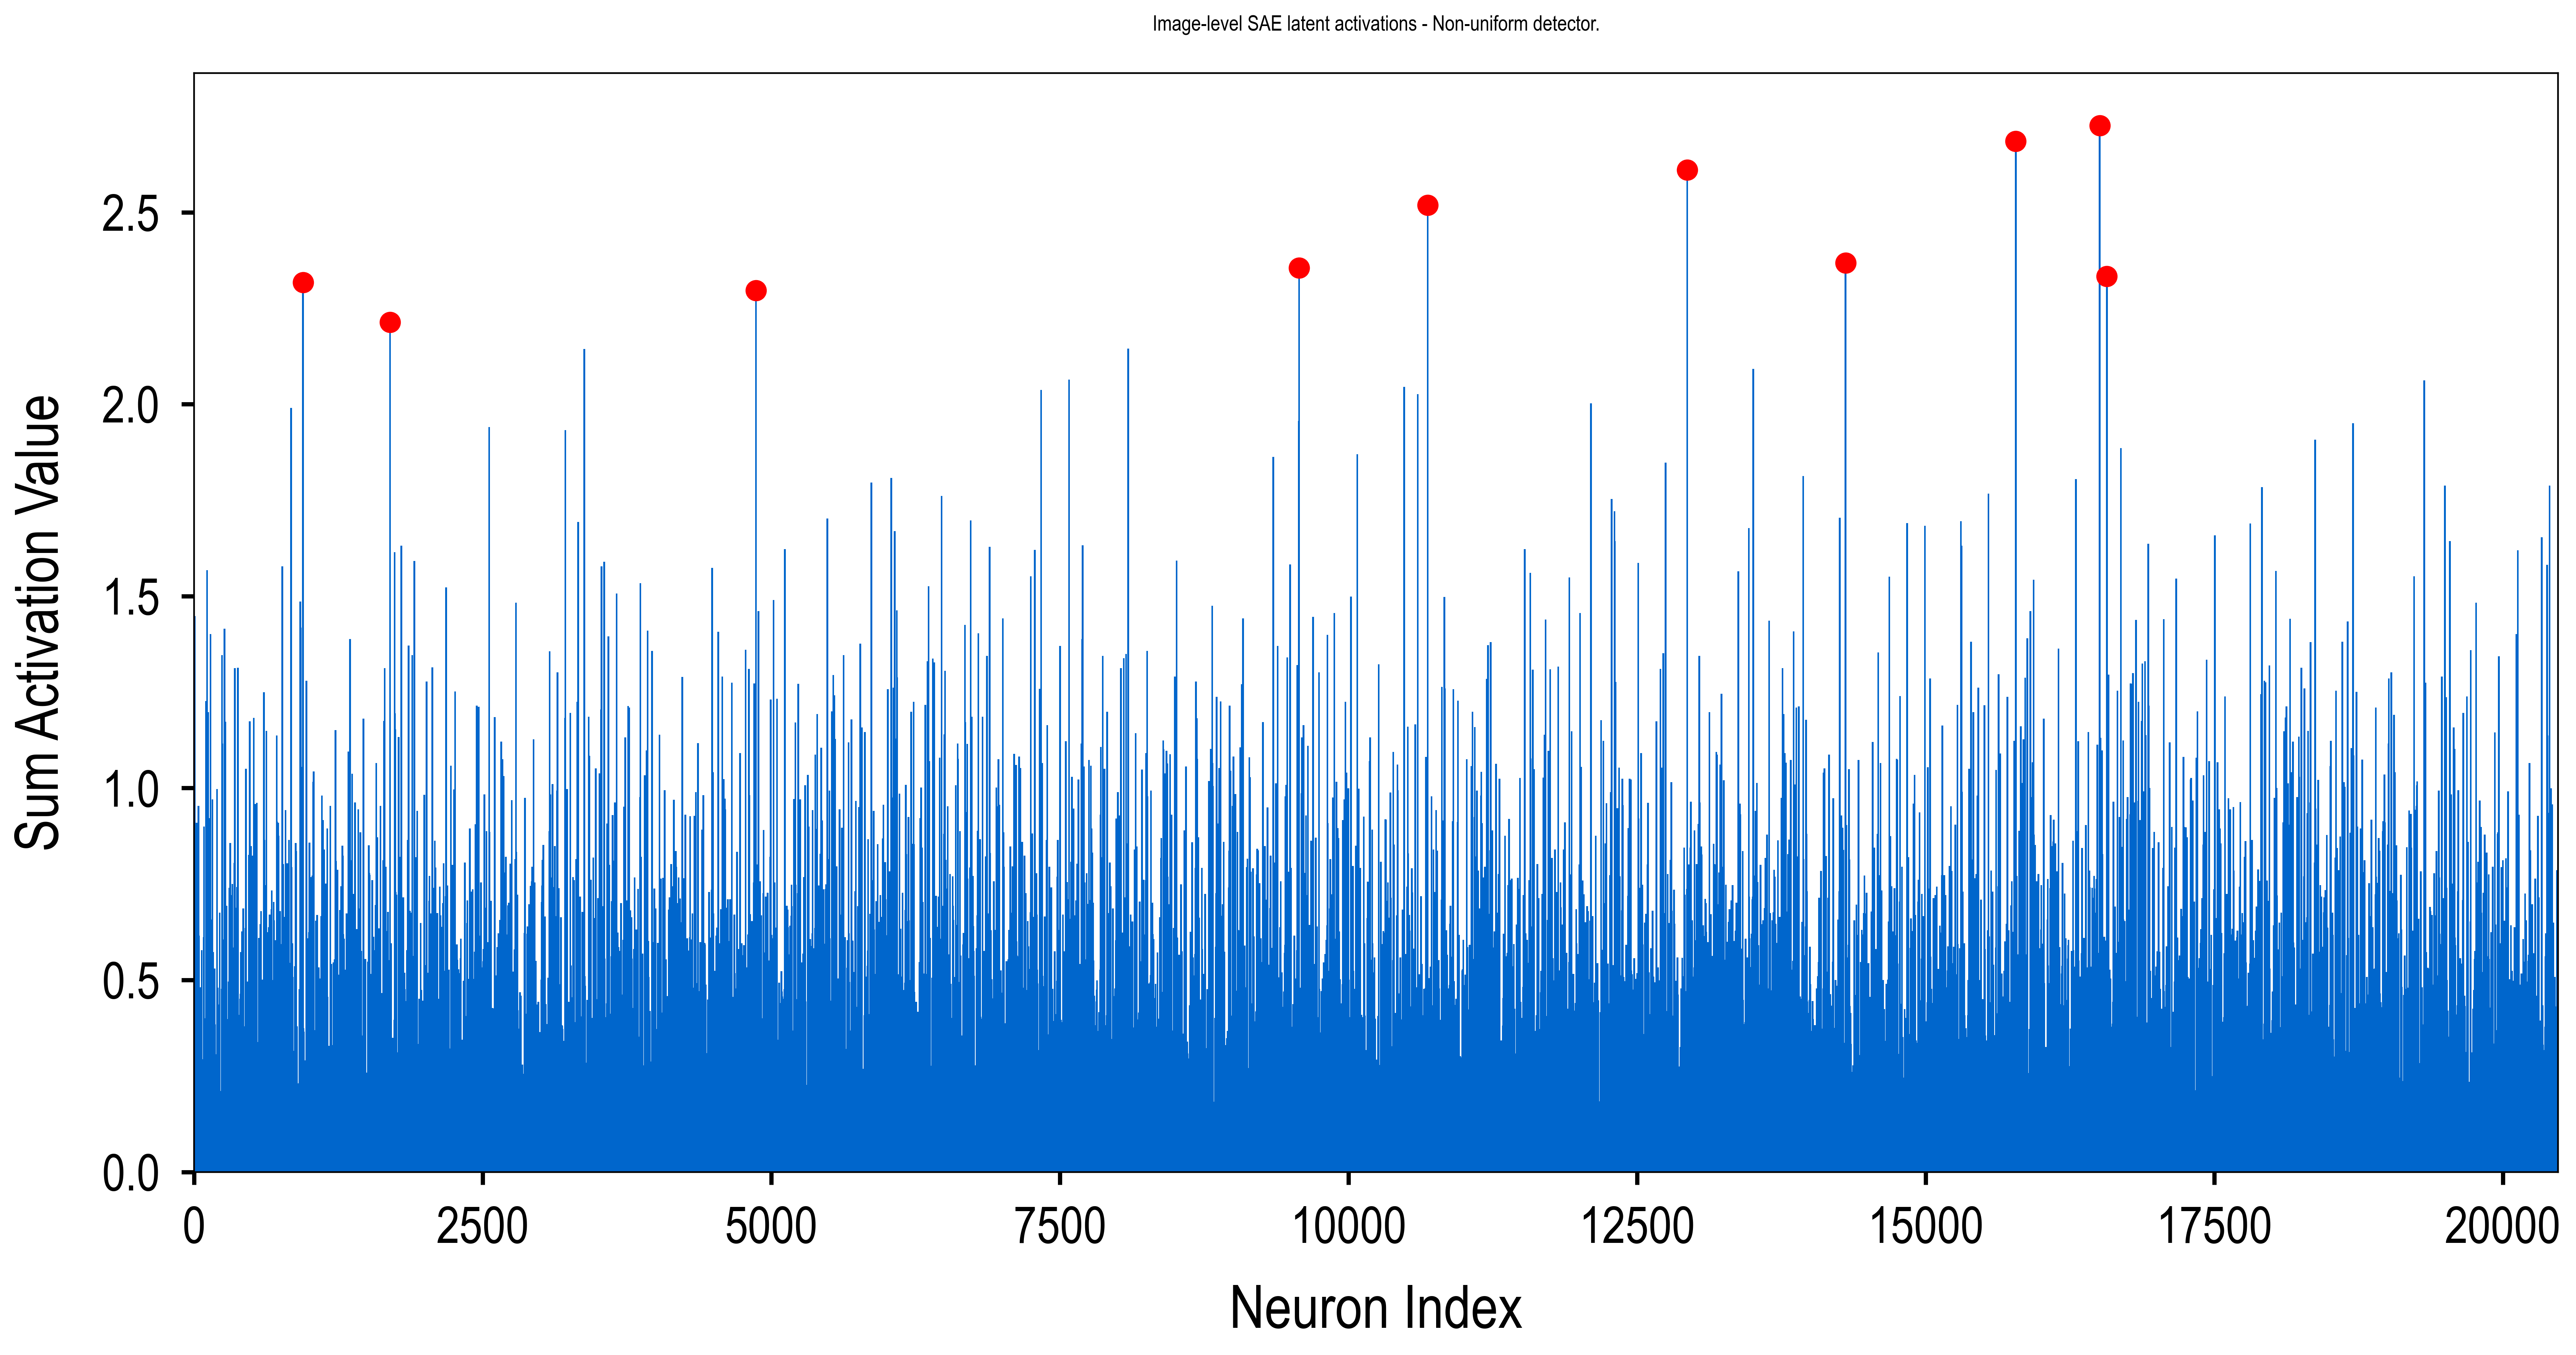 Image-level SAE latent activations - Non-uniform detector.
Sum Activation Value
2.5
2.0
1.5
1.0
0.5
0.0
0 2500 5000 7500 10000 12500 15000 17500 20000
Neuron Index